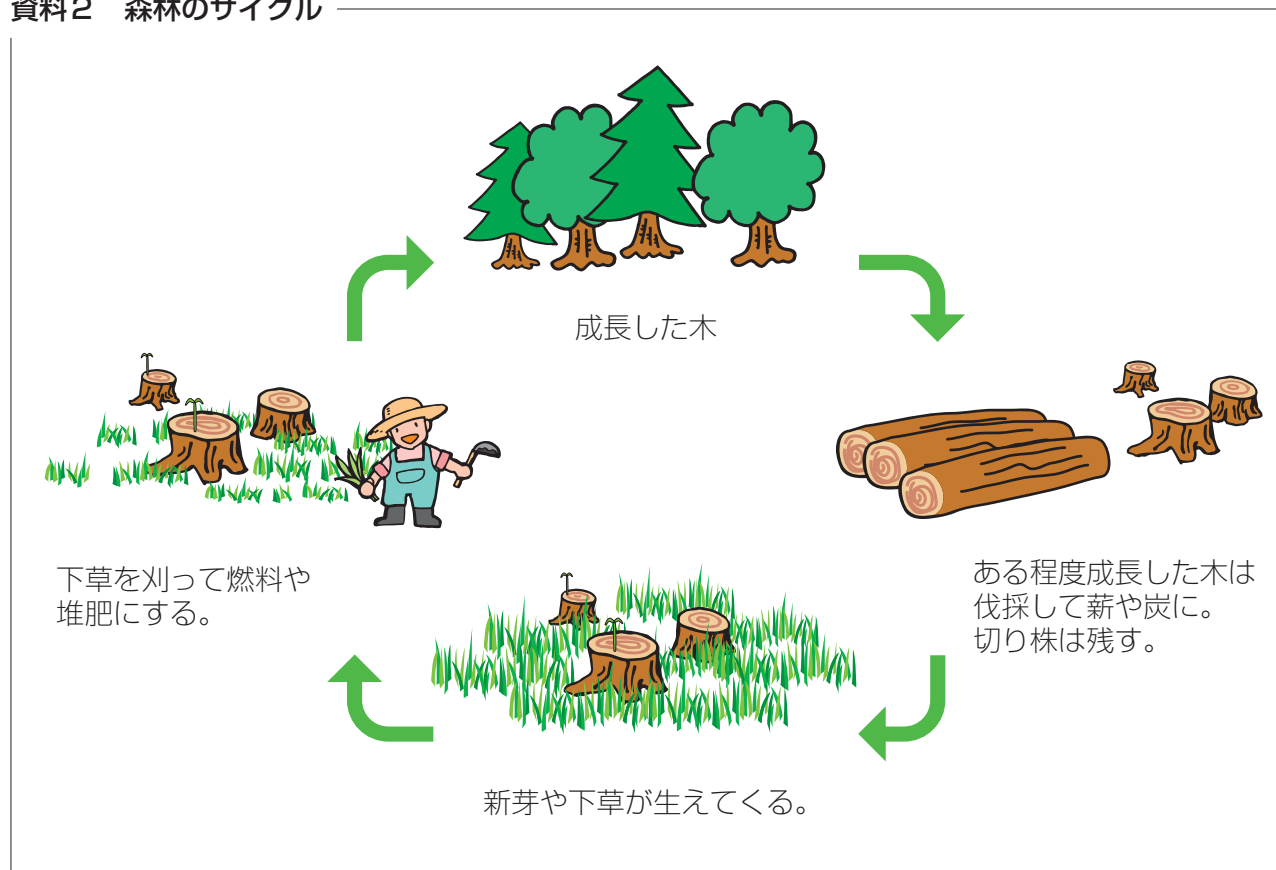 資料2 森林のサイクル
成長した木
ある程度成長した木は
伐採して薪や炭に。
切り株は残す。
新芽や下草が生えてくる。
下草を刈って燃料や
堆肥にする。